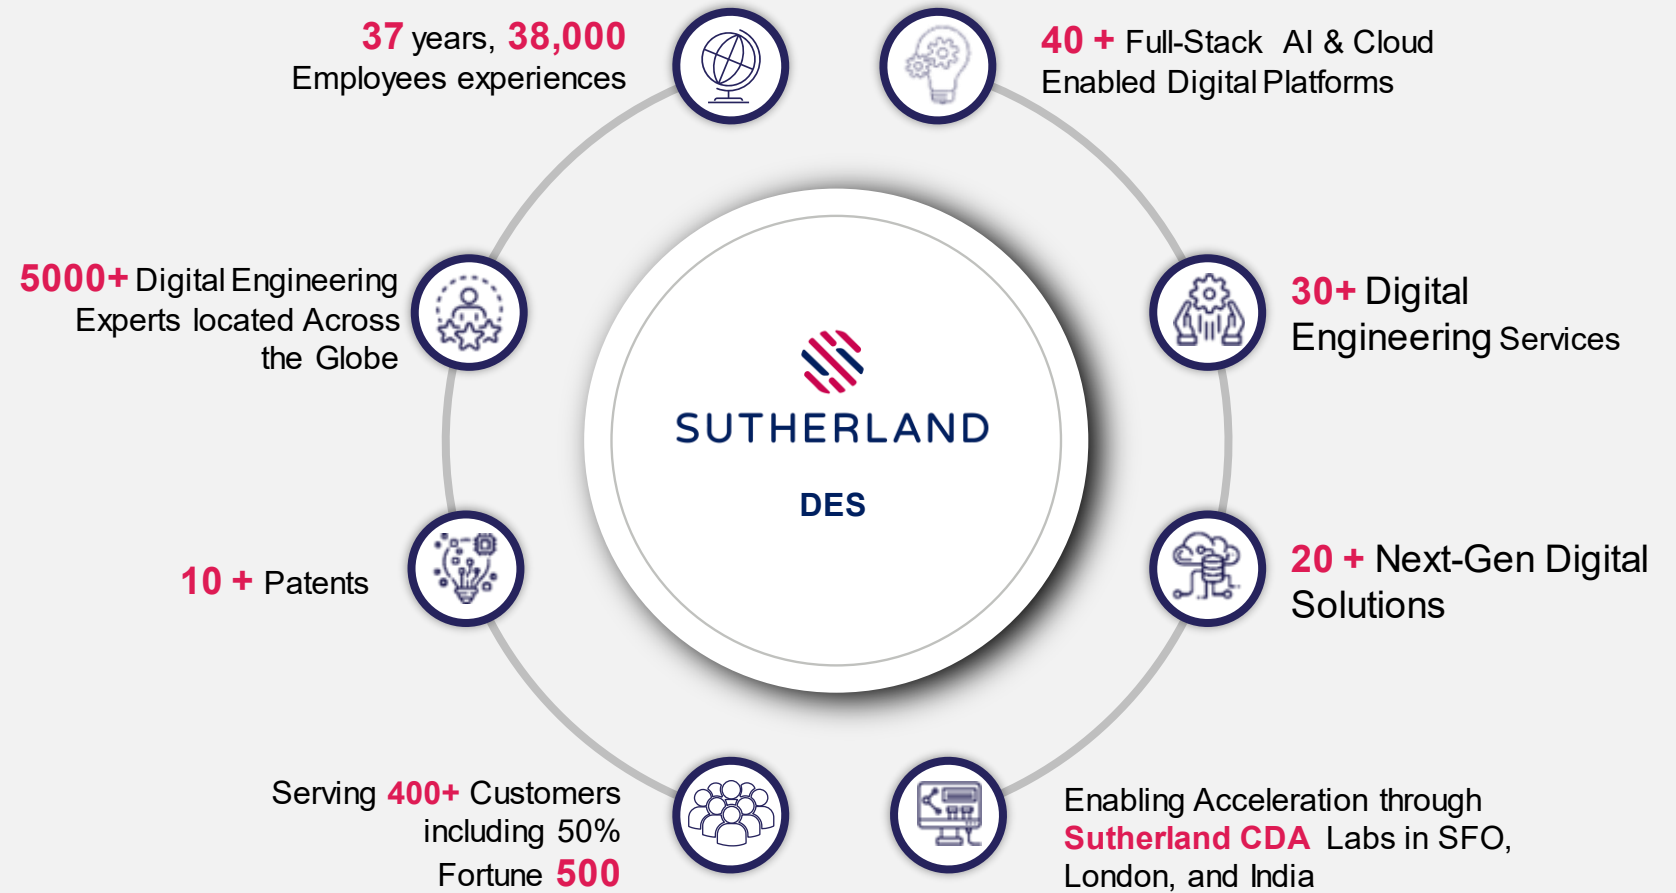 37 years, 38,000
Employees experiences
40 + Full-Stack AI & Cloud
Enabled Digital Platforms
5000+ Digital Engineering
Experts located Across
the Globe
30+ Digital
Engineering Services
SUTHERLAND
DES
10 + Patents
20 + Next-Gen Digital
Solutions
Serving 400+ Customers
including 50%
Fortune 500
Enabling Acceleration through
Sutherland CDA Labs in SFO,
London, and India